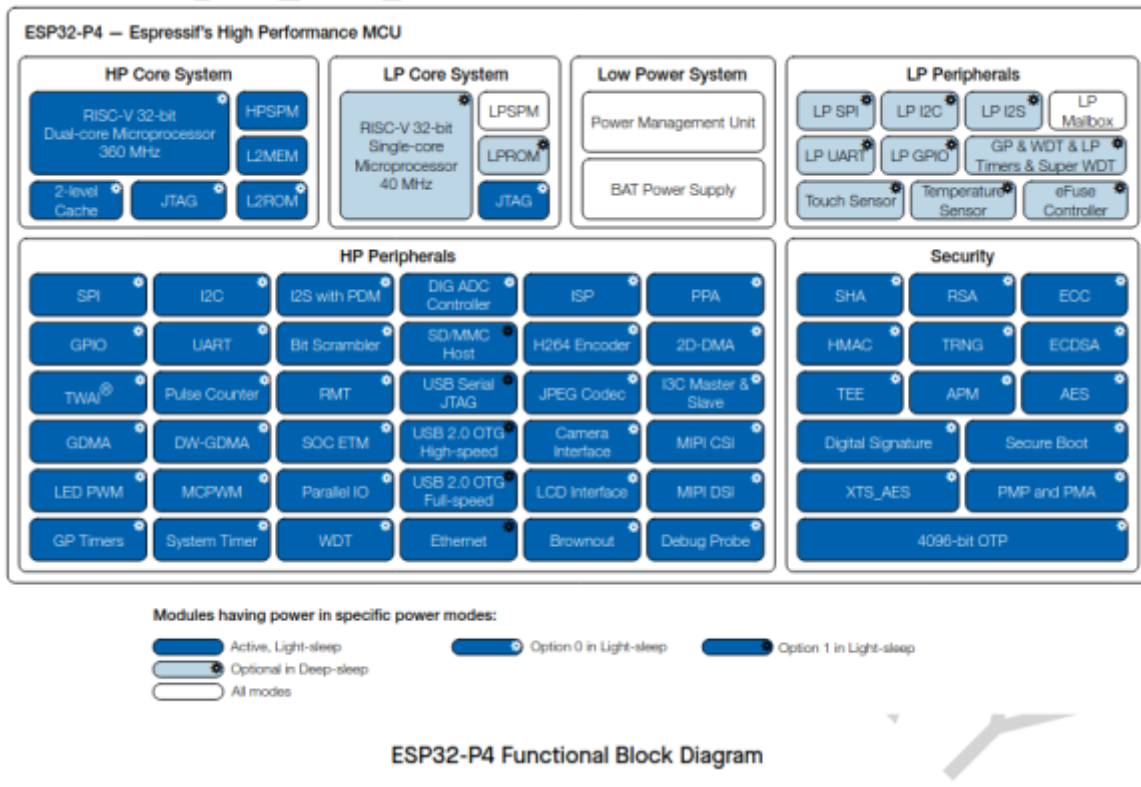 ESP32-P4 — Espressif's High Performance MCU
HP Core System
RISC-V 32-bit
Dual-core Microprocessor
360 MHz
HPSPM
L2MEM
2-level
Cache
JTAG
L2ROM
LP Core System
RISC-V 32-bit
Single-core
Microprocessor
40 MHz
LPSPM
LPROM
JTAG
Low Power System
Power Management Unit
BAT Power Supply
LP Peripherals
LP SPI
LP I2C
LP I2S
LP
Mailbox
LP UART
LP GPIO
GP & WDT & LP
Timers & Super WDT
Touch Sensor
Temperature
Sensor
eFuse
Controller
HP Peripherals
SPI
I2C
I2S with PDM
DIG ADC
Controller
ISP
PPA
GPIO
UART
Bit Scrambler
SD/MMC
Host
H264 Encoder
2D-DMA
TWAI®
Pulse Counter
RMT
USB Serial
JTAG
JPEG Codec
I3C Master &
Slave
GDMA
DW-GDMA
SOC ETM
USB 2.0 OTG
High-speed
Camera
Interface
MIPI CSI
LED PWM
MCPWM
Parallel IO
USB 2.0 OTG
Full-speed
LCD Interface
MIPI DSI
GP Timers
System Timer
WDT
Ethernet
Brownout
Debug Probe
Security
SHA
RSA
ECC
HMAC
TRNG
ECDSA
TEE
APM
AES
Digital Signature
Secure Boot
XTS_AES
PMP and PMA
4096-bit OTP
Modules having power in specific power modes:
Active, Light-sleep
Option 0 in Light-sleep
Option 1 in Light-sleep
Optional in Deep-sleep
All modes
ESP32-P4 Functional Block Diagram